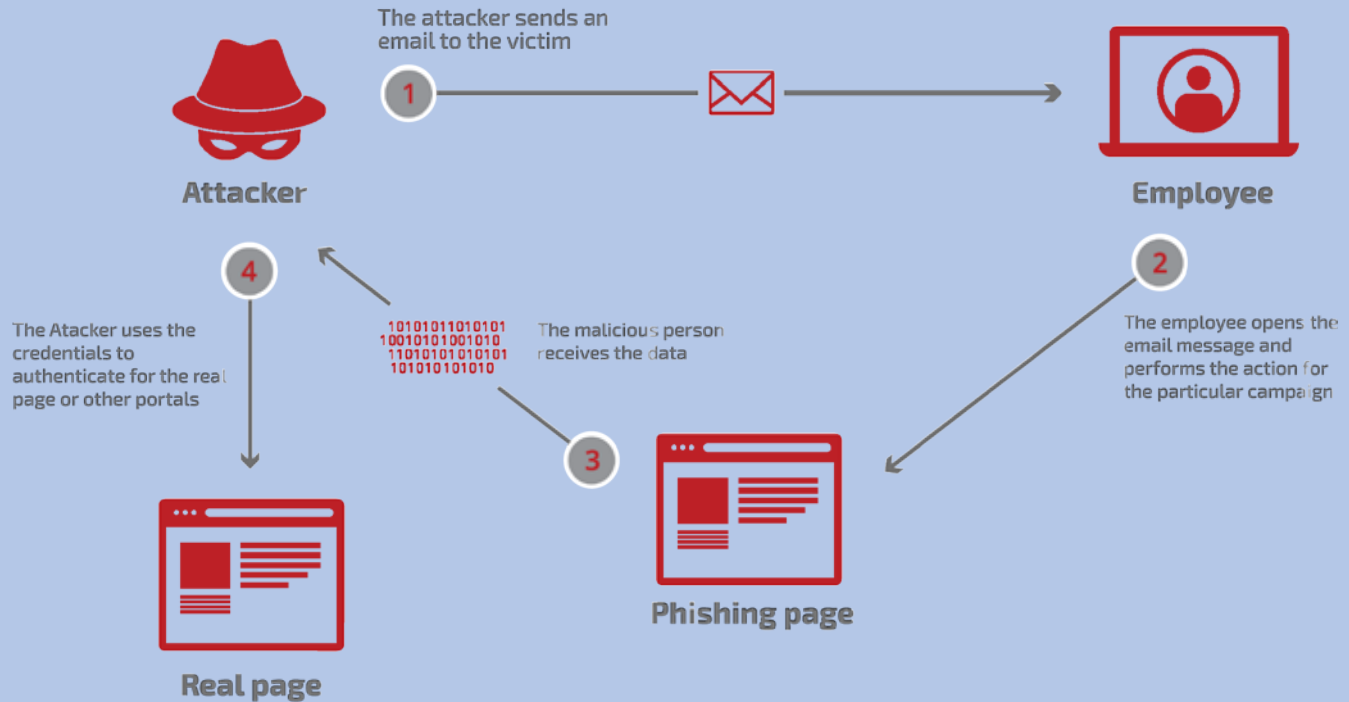 The attacker sends an
email to the victim
1
Attacker
Employee
4
2
The Atacker uses the
credentials to
authenticate for the real
page or other portals
10101011010101
10010101001010
11010101010101
101010101010
The malicious person
receives the data
The employee opens the
email message and
performs the action for
the particular campaign
3
Phishing page
Real page